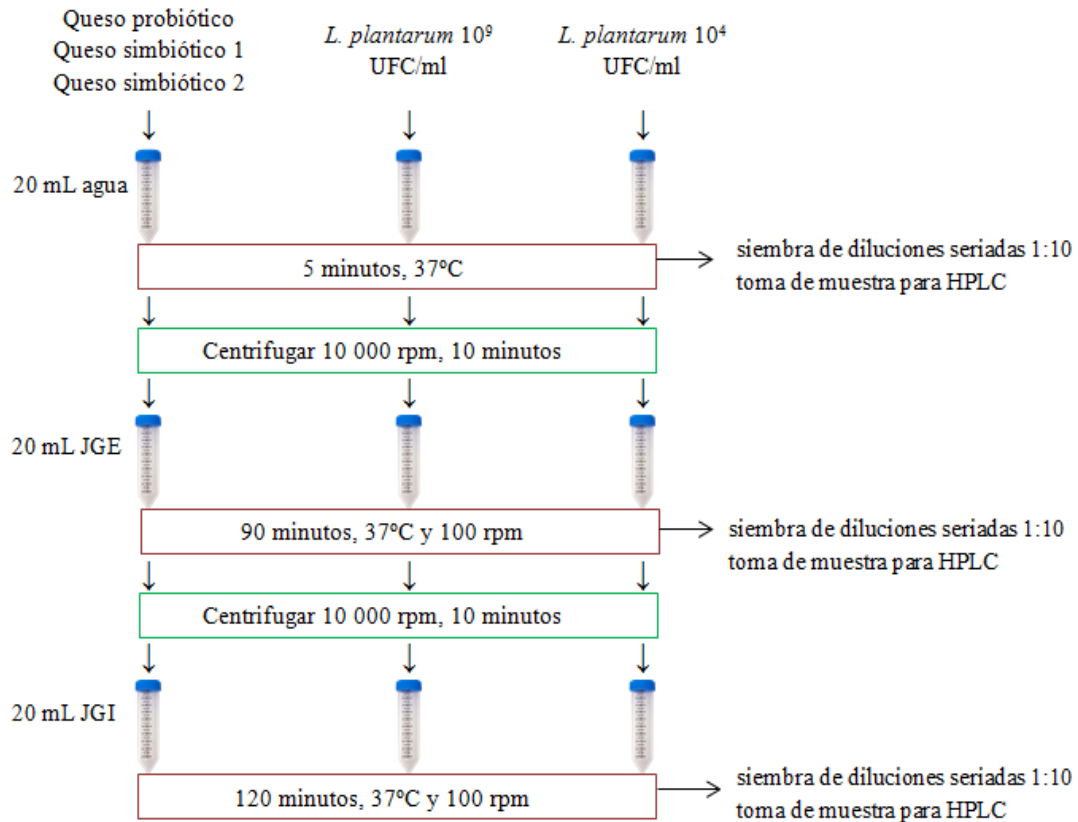 Queso probiótico
Queso simbiótico 1
Queso simbiótico 2
L. plantarum 10⁹
UFC/ml
L. plantarum 10⁴
UFC/ml
20 mL agua
5 minutos, 37ºC
siembra de diluciones seriadas 1:10
toma de muestra para HPLC
Centrifugar 10 000 rpm, 10 minutos
20 mL JGE
90 minutos, 37ºC y 100 rpm
siembra de diluciones seriadas 1:10
toma de muestra para HPLC
Centrifugar 10 000 rpm, 10 minutos
20 mL JGI
120 minutos, 37ºC y 100 rpm
siembra de diluciones seriadas 1:10
toma de muestra para HPLC